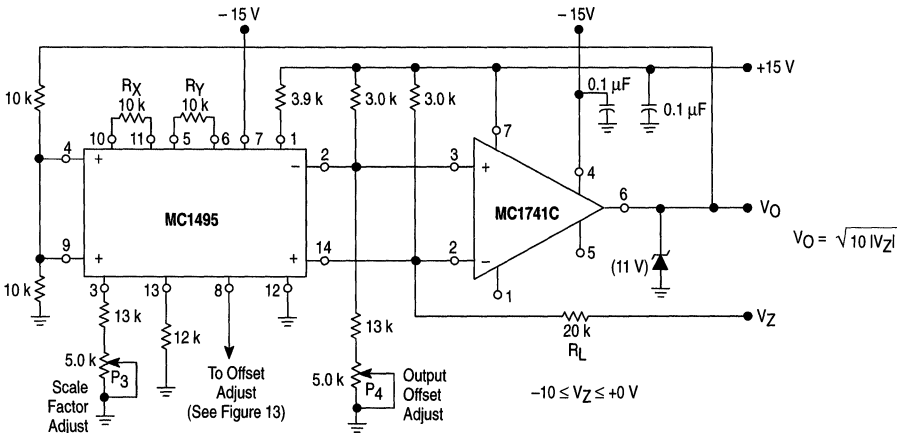 – 15 V
–15V
+15 V
10 k
RX
10 k
RY
10 k
3.9 k
3.0 k
3.0 k
0.1 µF
0.1 µF
10
11
5
6
7
1
7
4
4
+
–
2
3
+
MC1495
MC1741C
6
VO
VO = √10 |VZ|
9
+
+
14
2
–
5
(11 V)
10 k
3
13
8
12
1
13 k
12 k
13 k
20 k
RL
VZ
5.0 k
P3
To Offset
Adjust
(See Figure 13)
5.0 k
P4
Output
Offset
Adjust
–10 ≤ VZ ≤ +0 V
Scale
Factor
Adjust